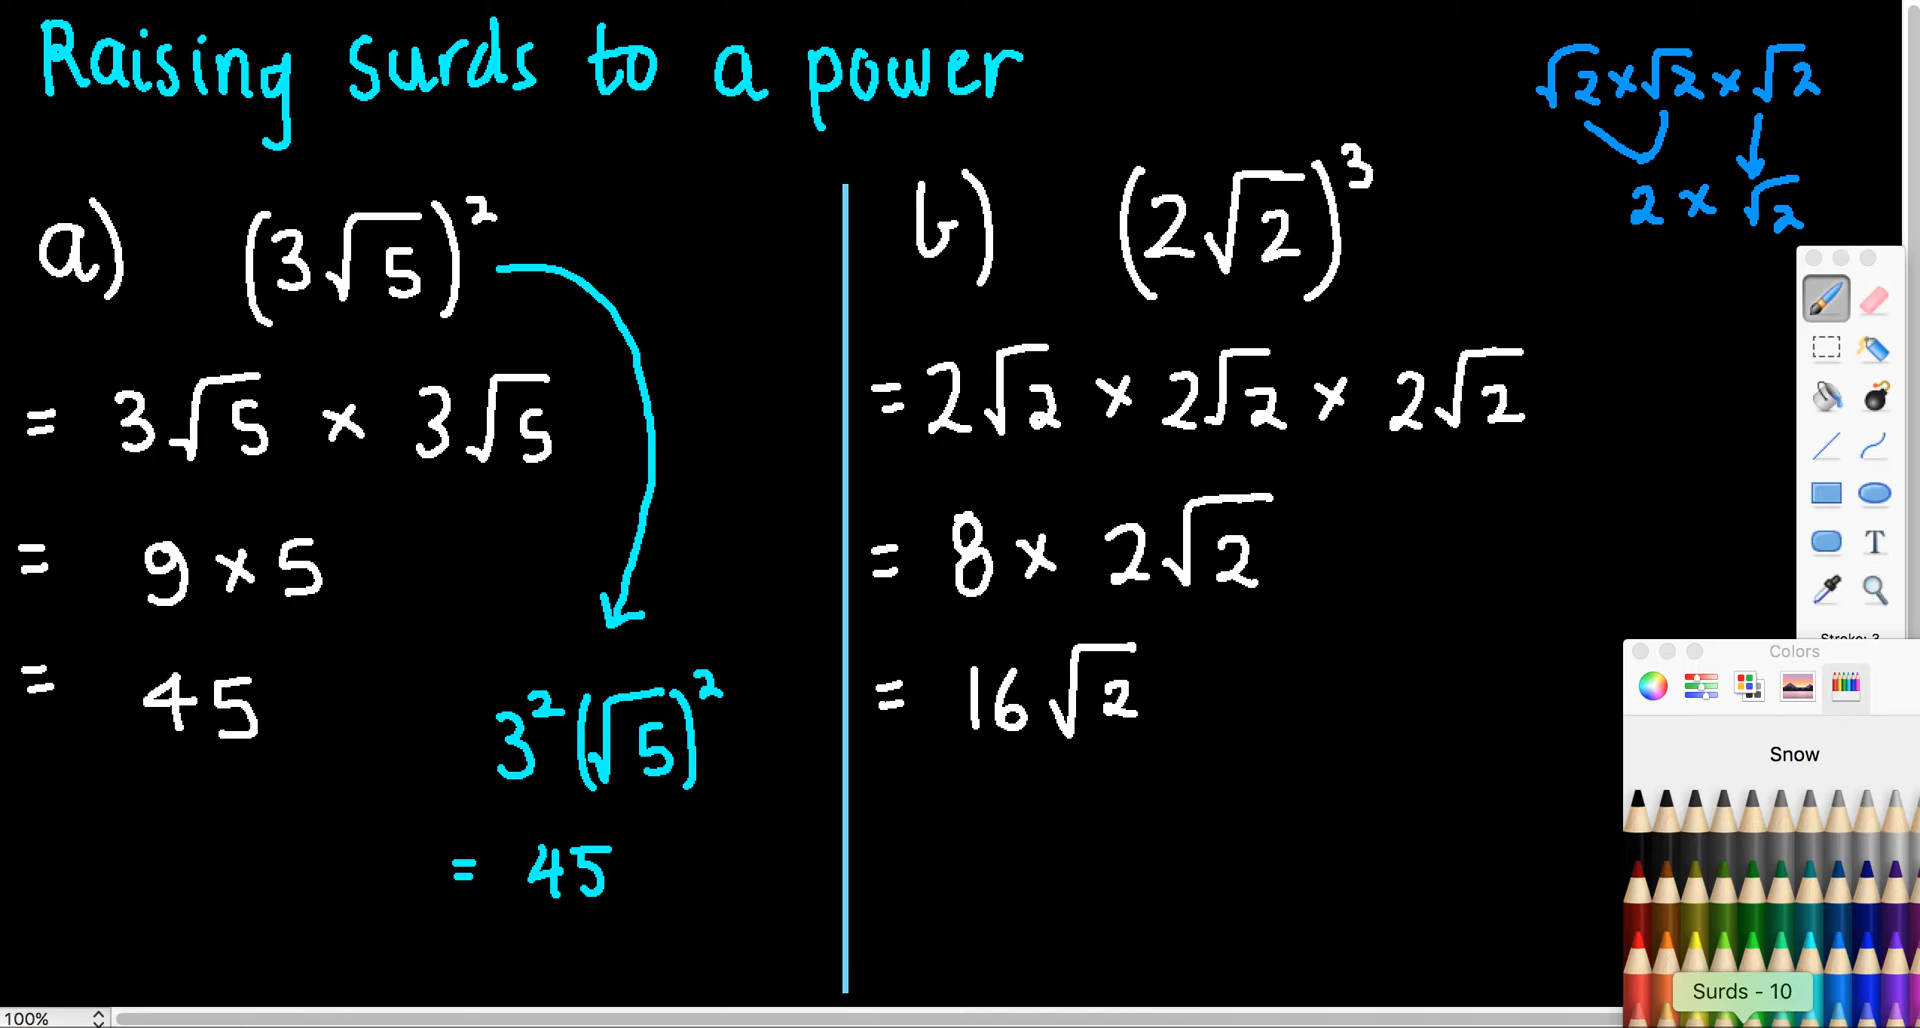 Raising surds to a power
√2 × √2 × √2
2 × √2
a) (3√5)²
= 3√5 × 3√5
= 9 × 5
= 45
3²(√5)²
= 45
b) (2√2)³
= 2√2 × 2√2 × 2√2
= 8 × 2√2
= 16√2
T
Stroke: 3
Colors
Snow
Surds - 10
100%